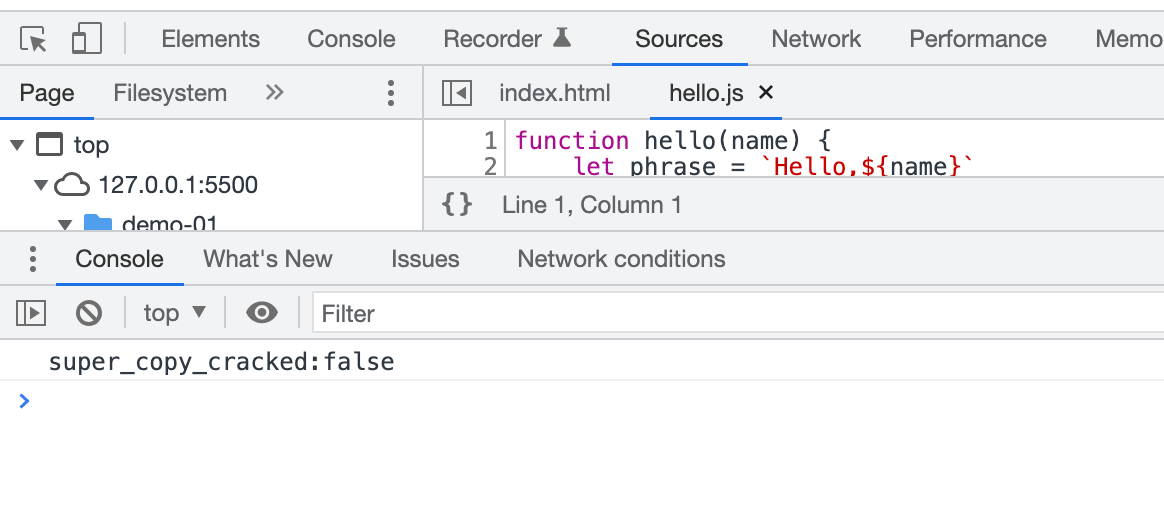 Elements Console Recorder Sources Network Performance Memo
Page Filesystem index.html hello.js ×
top
127.0.0.1:5500
demo-01
1 function hello(name) {
2 let phrase = `Hello,${name}`
{} Line 1, Column 1
Console What's New Issues Network conditions
top Filter
super_copy_cracked:false